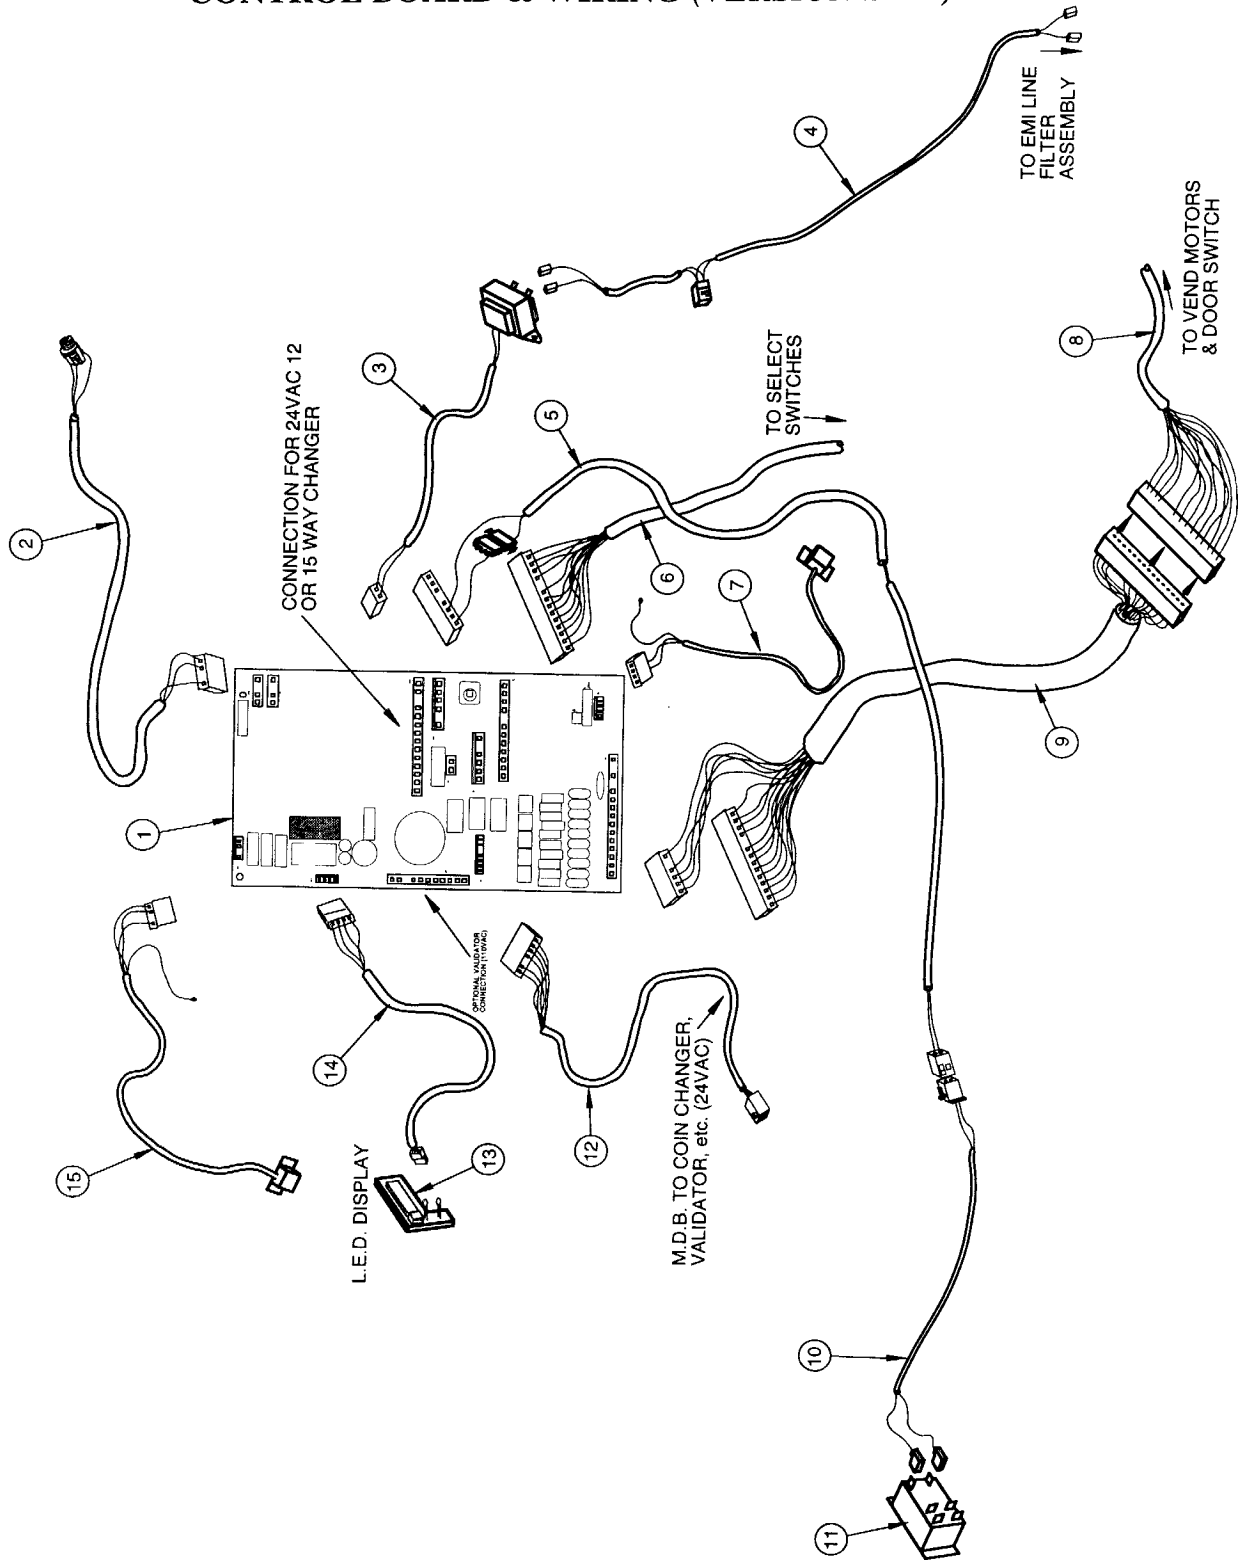 CONTROL BOARD & WIRING
2
CONNECTION FOR 24VAC 12
OR 15 WAY CHANGER
3
4
TO EMI LINE
FILTER
ASSEMBLY
1
5
TO SELECT
SWITCHES
6
7
8
TO VEND MOTORS
& DOOR SWITCH
9
15
14
OPTIONAL VALIDATOR
CONNECTION (110VAC)
L.E.D. DISPLAY
13
12
M.D.B. TO COIN CHANGER,
VALIDATOR, etc. (24VAC)
10
11